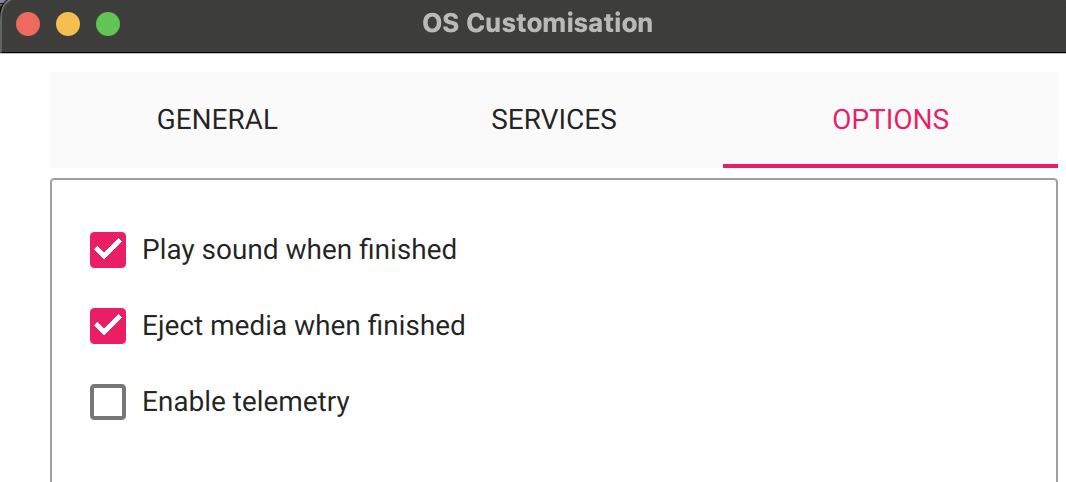 OS Customisation
GENERAL SERVICES OPTIONS
Play sound when finished
Eject media when finished
Enable telemetry